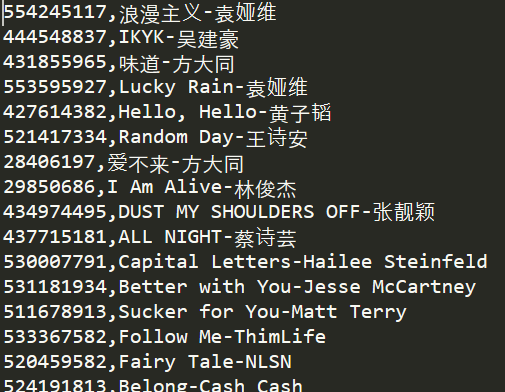 554245117,浪漫主义-袁娅维
444548837,IKYK-吴建豪
431855965,味道-方大同
553595927,Lucky Rain-袁娅维
427614382,Hello, Hello-黄子韬
521417334,Random Day-王诗安
28406197,爱不来-方大同
29850686,I Am Alive-林俊杰
434974495,DUST MY SHOULDERS OFF-张靓颖
437715181,ALL NIGHT-蔡诗芸
530007791,Capital Letters-Hailee Steinfeld
531181934,Better with You-Jesse McCartney
511678913,Sucker for You-Matt Terry
533367582,Follow Me-ThimLife
520459582,Fairy Tale-NLSN
524191813,Belong-Cash Cash